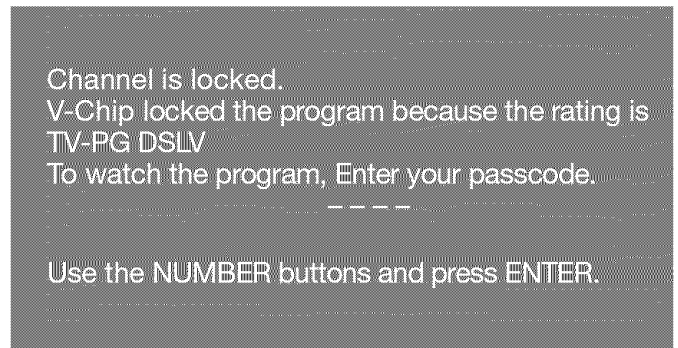 Channel is locked.
V-Chip locked the program because the rating is
TV-PG DSLV
To watch the program, Enter your passcode.
_ _ _ _
Use the NUMBER buttons and press ENTER.